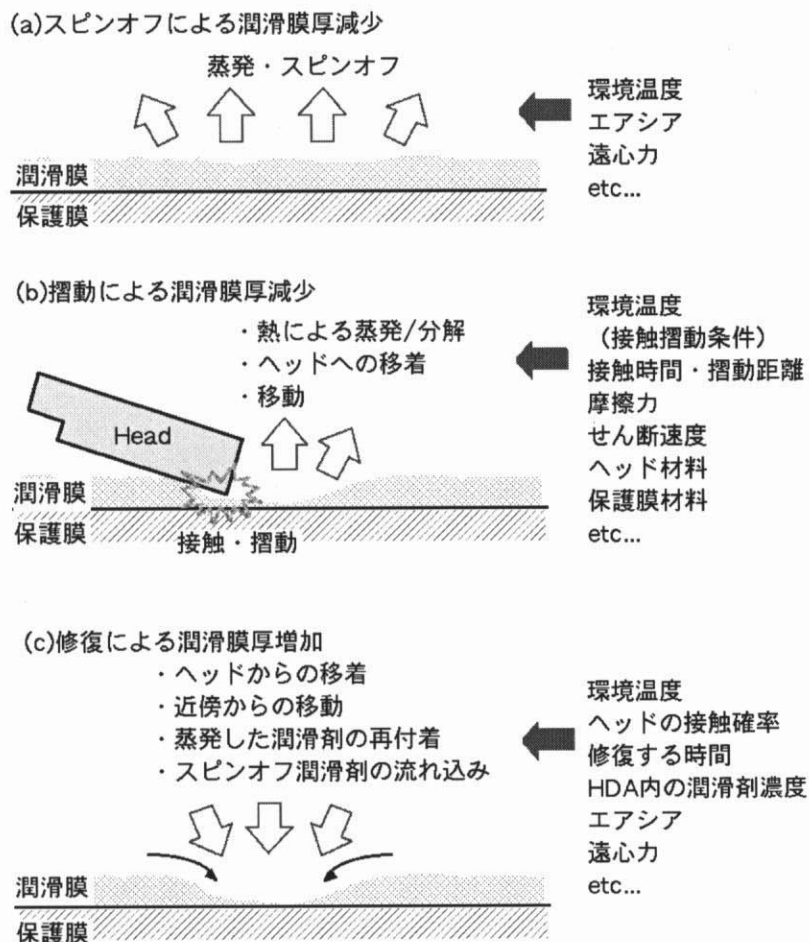 (a)スピンオフによる潤滑膜厚減少
蒸発・スピンオフ
環境温度
エアシア
遠心力
etc...
潤滑膜
保護膜
(b)摺動による潤滑膜厚減少
・熱による蒸発/分解
・ヘッドへの移着
・移動
環境温度
（接触摺動条件）
接触時間・摺動距離
摩擦力
せん断速度
ヘッド材料
保護膜材料
etc...
Head
潤滑膜
保護膜
接触・摺動
(c)修復による潤滑膜厚増加
・ヘッドからの移着
・近傍からの移動
・蒸発した潤滑剤の再付着
・スピンオフ潤滑剤の流れ込み
環境温度
ヘッドの接触確率
修復する時間
HDA内の潤滑剤濃度
エアシア
遠心力
etc...
潤滑膜
保護膜